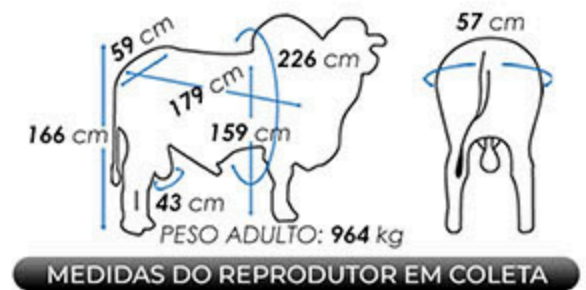 59 cm
57 cm
226 cm
179 cm
166 cm
159 cm
43 cm
PESO ADULTO: 964 kg
MEDIDAS DO REPRODUTOR EM COLETA